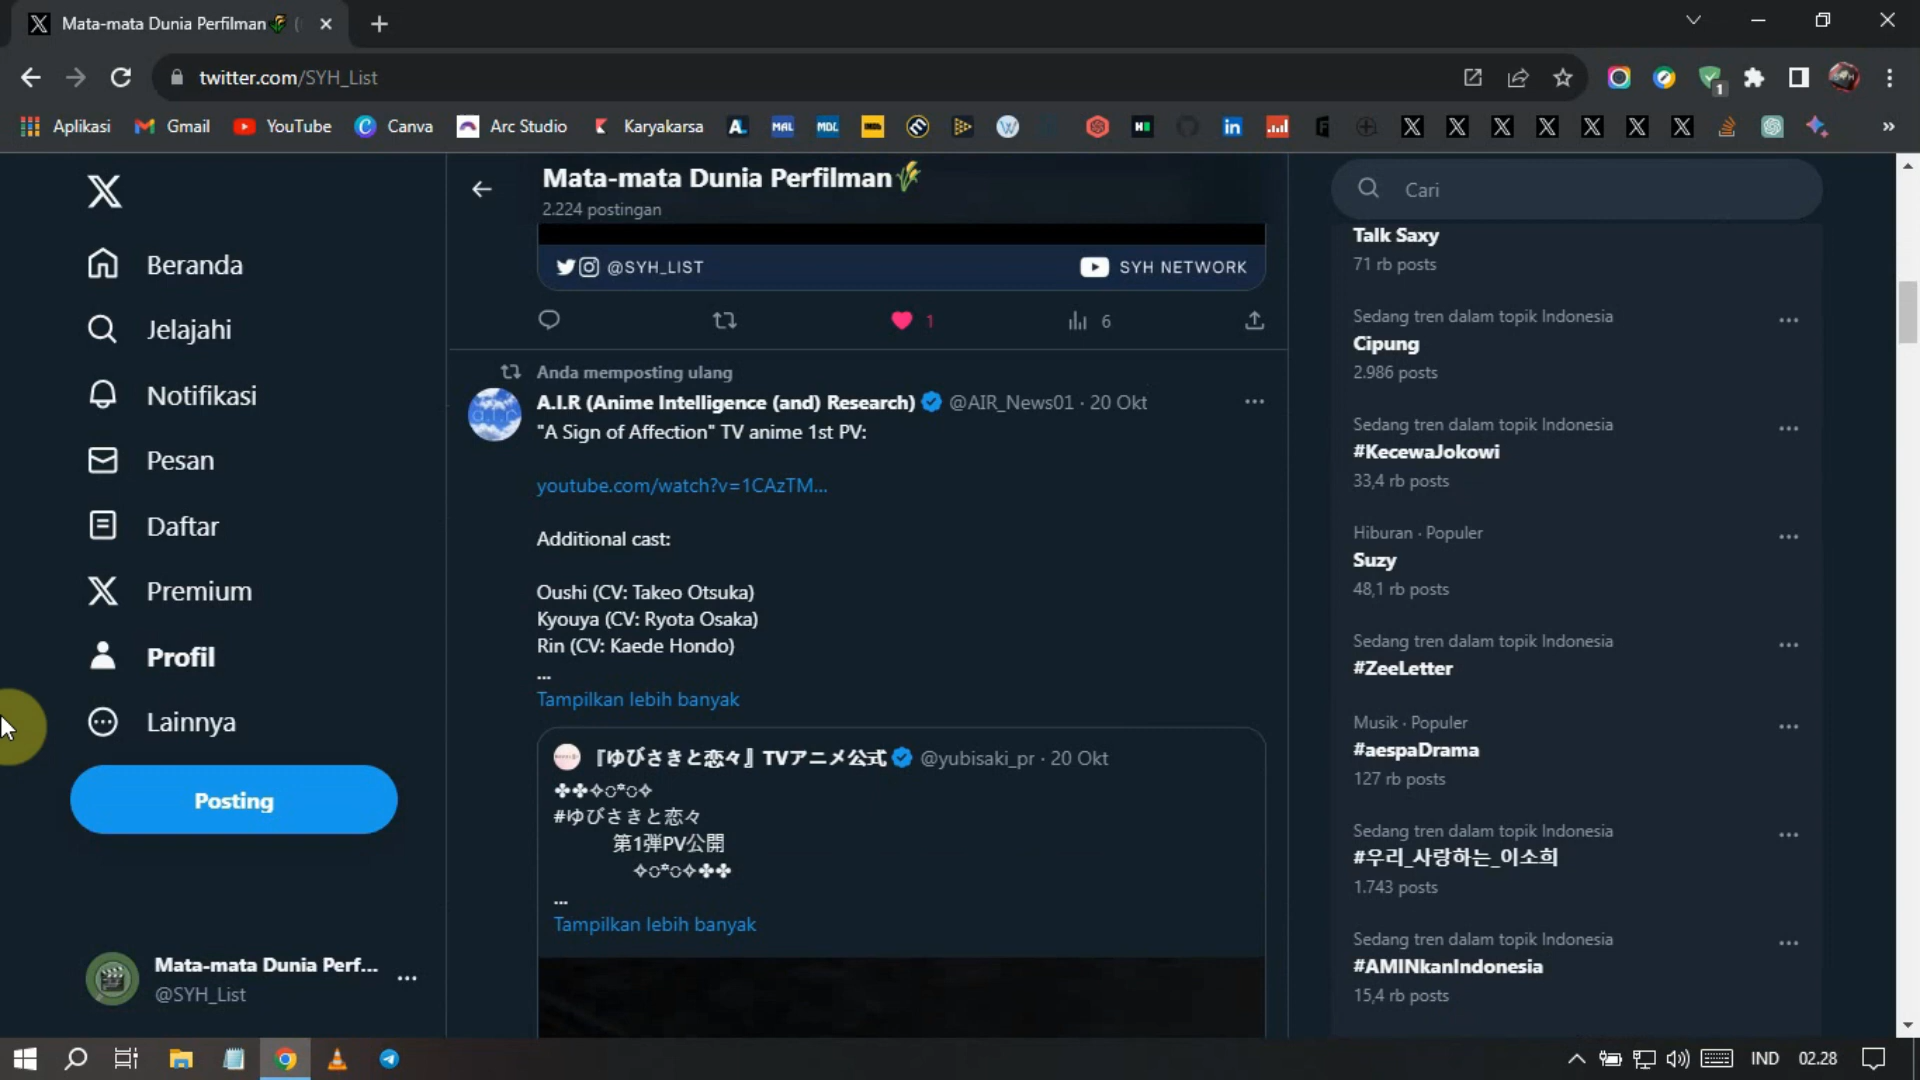 Mata-mata Dunia Perfilman
twitter.com/SYH_List
1
Aplikasi
Gmail
YouTube
Canva
Arc Studio
Karyakarsa
MAL
MDL
»
Beranda
Jelajahi
Notifikasi
Pesan
Daftar
Premium
Profil
Lainnya
Posting
Mata-mata Dunia Perf...
@SYH_List
Mata-mata Dunia Perfilman
2.224 postingan
@SYH_LIST
SYH NETWORK
1
6
Anda memposting ulang
A.I.R (Anime Intelligence (and) Research) @AIR_News01 · 20 Okt
"A Sign of Affection" TV anime 1st PV:
youtube.com/watch?v=1CAzTM...
Additional cast:
Oushi (CV: Takeo Otsuka)
Kyouya (CV: Ryota Osaka)
Rin (CV: Kaede Hondo)
...
Tampilkan lebih banyak
『ゆびさきと恋々』TVアニメ公式 @yubisaki_pr · 20 Okt
✤✤✧○*○✧
#ゆびさきと恋々
第1弾PV公開
✧○*○✧✤✤
...
Tampilkan lebih banyak
Cari
Talk Saxy
71 rb posts
Sedang tren dalam topik Indonesia
Cipung
2.986 posts
Sedang tren dalam topik Indonesia
#KecewaJokowi
33,4 rb posts
Hiburan · Populer
Suzy
48,1 rb posts
Sedang tren dalam topik Indonesia
#ZeeLetter
Musik · Populer
#aespaDrama
127 rb posts
Sedang tren dalam topik Indonesia
#우리_사랑하는_이소희
1.743 posts
Sedang tren dalam topik Indonesia
#AMINkanIndonesia
15,4 rb posts
IND
02.28